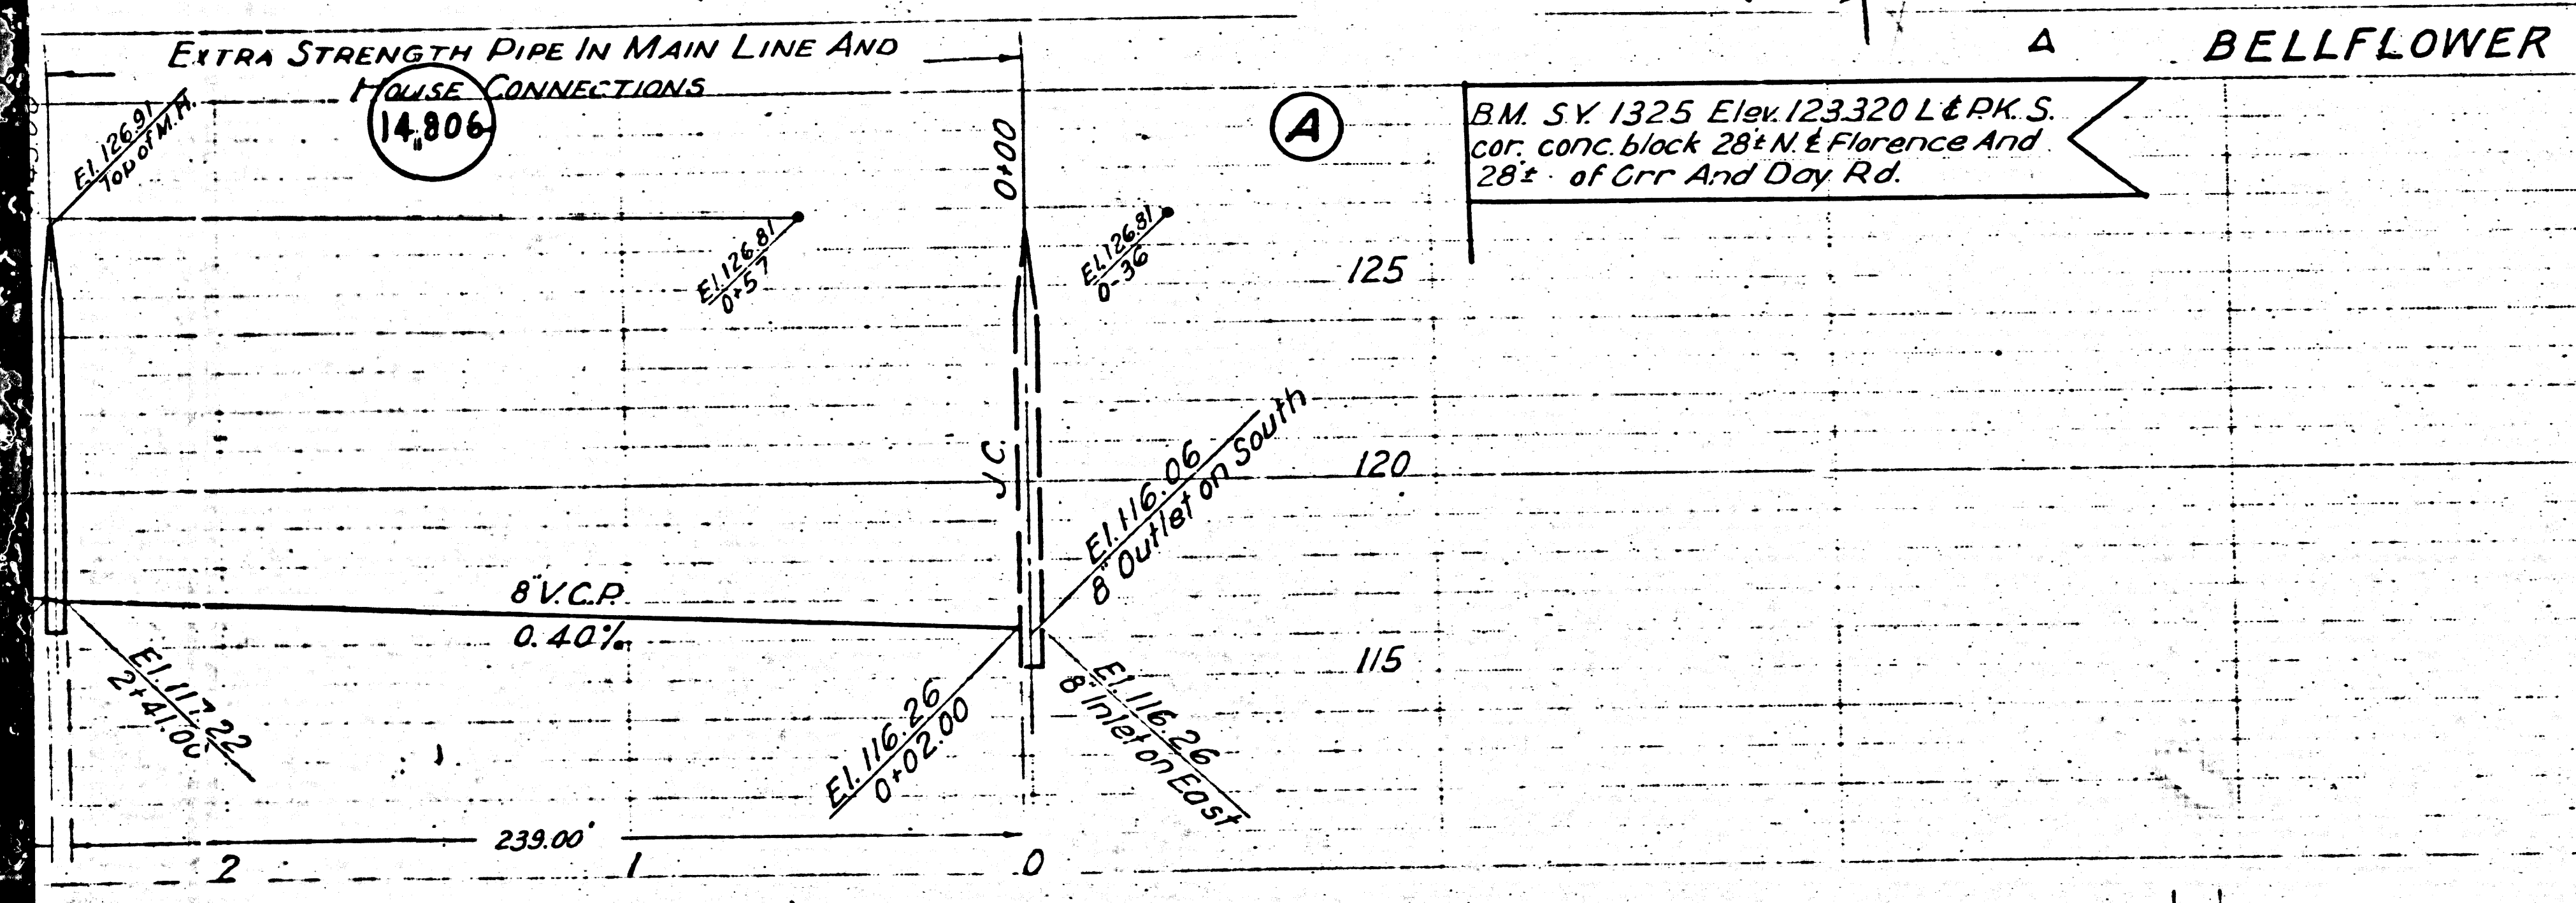 EXTRA STRENGTH PIPE IN MAIN LINE AND
HOUSE CONNECTIONS
14,806
A
Δ BELLFLOWER
B.M. S.Y. 1325 Elev. 123.320 L & P.K. S.
cor. conc. block 28'± N. ℄ Florence And
28'± of Orr And Day Rd.
El. 126.91
Top of M.H.
0+00
El. 126.81
0+57
El. 126.81
0-36
125
J.C.
El. 116.06
8" Outlet on South
120
8" V.C.P.
0.40%
115
El. 117.22
2+41.00
El. 116.26
0+02.00
El. 116.26
8" Inlet on East
239.00'
2 1 0